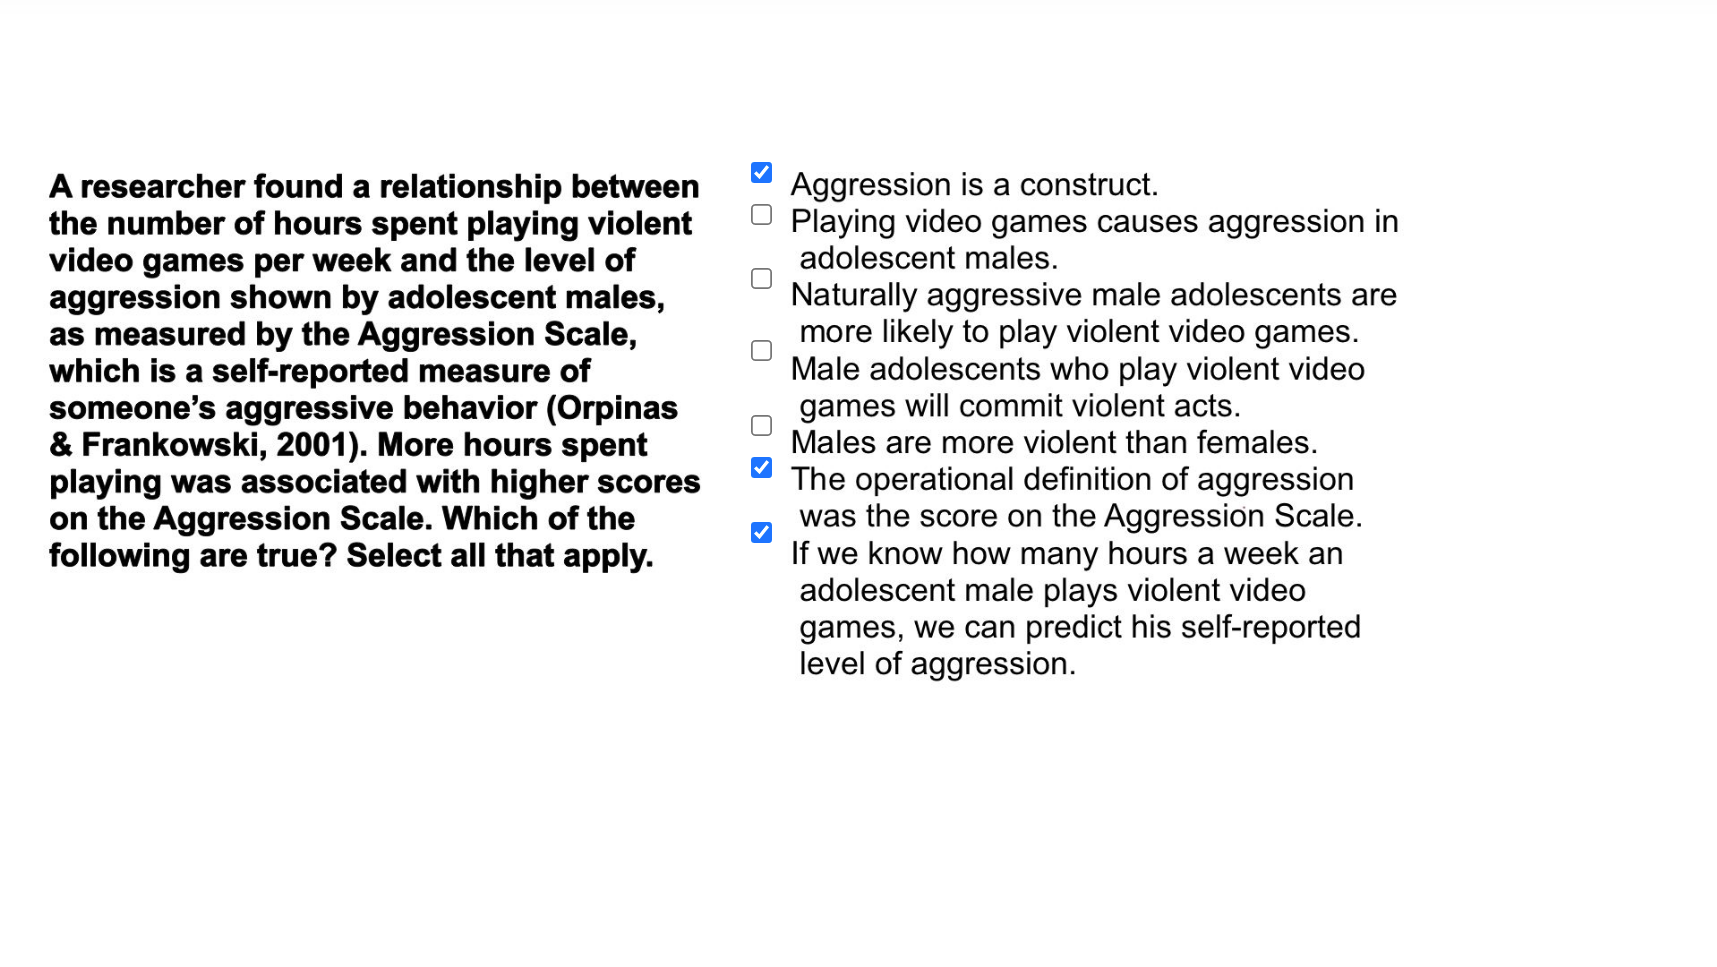 A researcher found a relationship between
the number of hours spent playing violent
video games per week and the level of
aggression shown by adolescent males,
as measured by the Aggression Scale,
which is a self-reported measure of
someone’s aggressive behavior (Orpinas
& Frankowski, 2001). More hours spent
playing was associated with higher scores
on the Aggression Scale. Which of the
following are true? Select all that apply.
Aggression is a construct.
Playing video games causes aggression in
adolescent males.
Naturally aggressive male adolescents are
more likely to play violent video games.
Male adolescents who play violent video
games will commit violent acts.
Males are more violent than females.
The operational definition of aggression
was the score on the Aggression Scale.
If we know how many hours a week an
adolescent male plays violent video
games, we can predict his self-reported
level of aggression.